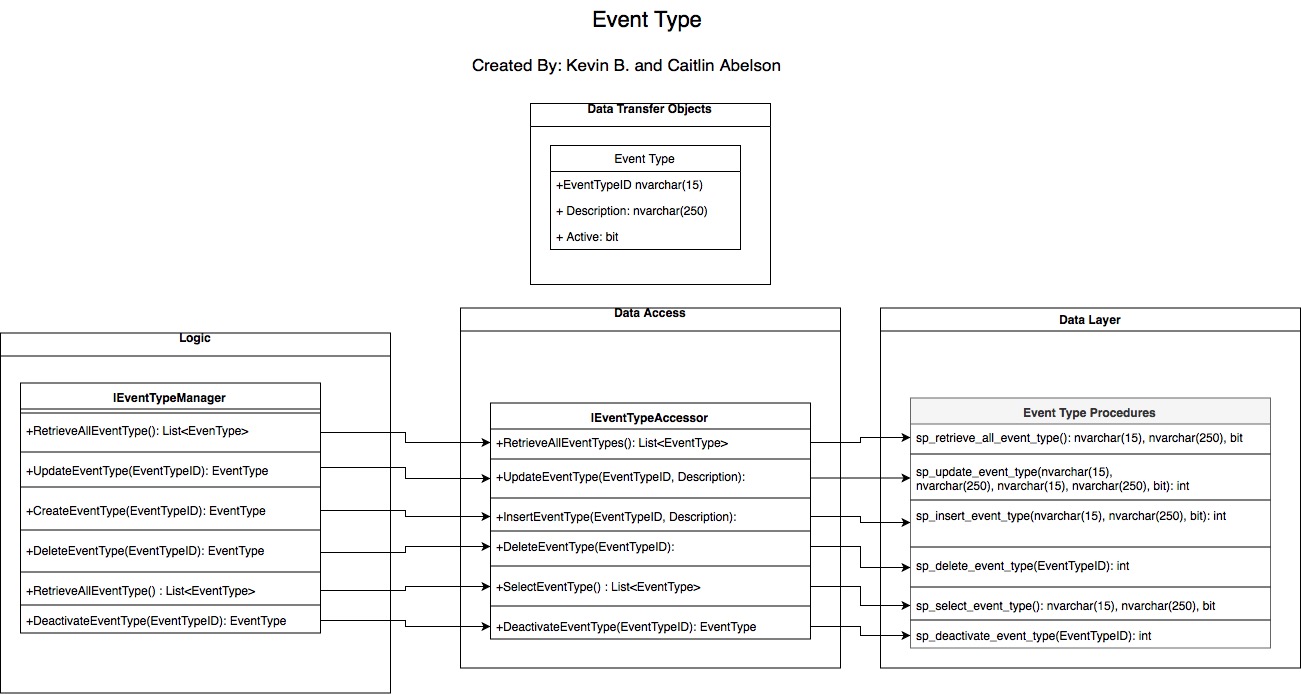 Event Type
Created By: Kevin B. and Caitlin Abelson
Data Transfer Objects
Event Type
+EventTypeID nvarchar(15)
+ Description: nvarchar(250)
+ Active: bit
Logic
IEventTypeManager
+RetrieveAllEventType(): List<EvenType>
+UpdateEventType(EventTypeID): EventType
+CreateEventType(EventTypeID): EventType
+DeleteEventType(EventTypeID): EventType
+RetrieveAllEventType() : List<EventType>
+DeactivateEventType(EventTypeID): EventType
Data Access
IEventTypeAccessor
+RetrieveAllEventTypes(): List<EventType>
+UpdateEventType(EventTypeID, Description):
+InsertEventType(EventTypeID, Description):
+DeleteEventType(EventTypeID):
+SelectEventType() : List<EventType>
+DeactivateEventType(EventTypeID): EventType
Data Layer
Event Type Procedures
sp_retrieve_all_event_type(): nvarchar(15), nvarchar(250), bit
sp_update_event_type(nvarchar(15),
nvarchar(250), nvarchar(15), nvarchar(250), bit): int
sp_insert_event_type(nvarchar(15), nvarchar(250), bit): int
sp_delete_event_type(EventTypeID): int
sp_select_event_type(): nvarchar(15), nvarchar(250), bit
sp_deactivate_event_type(EventTypeID): int